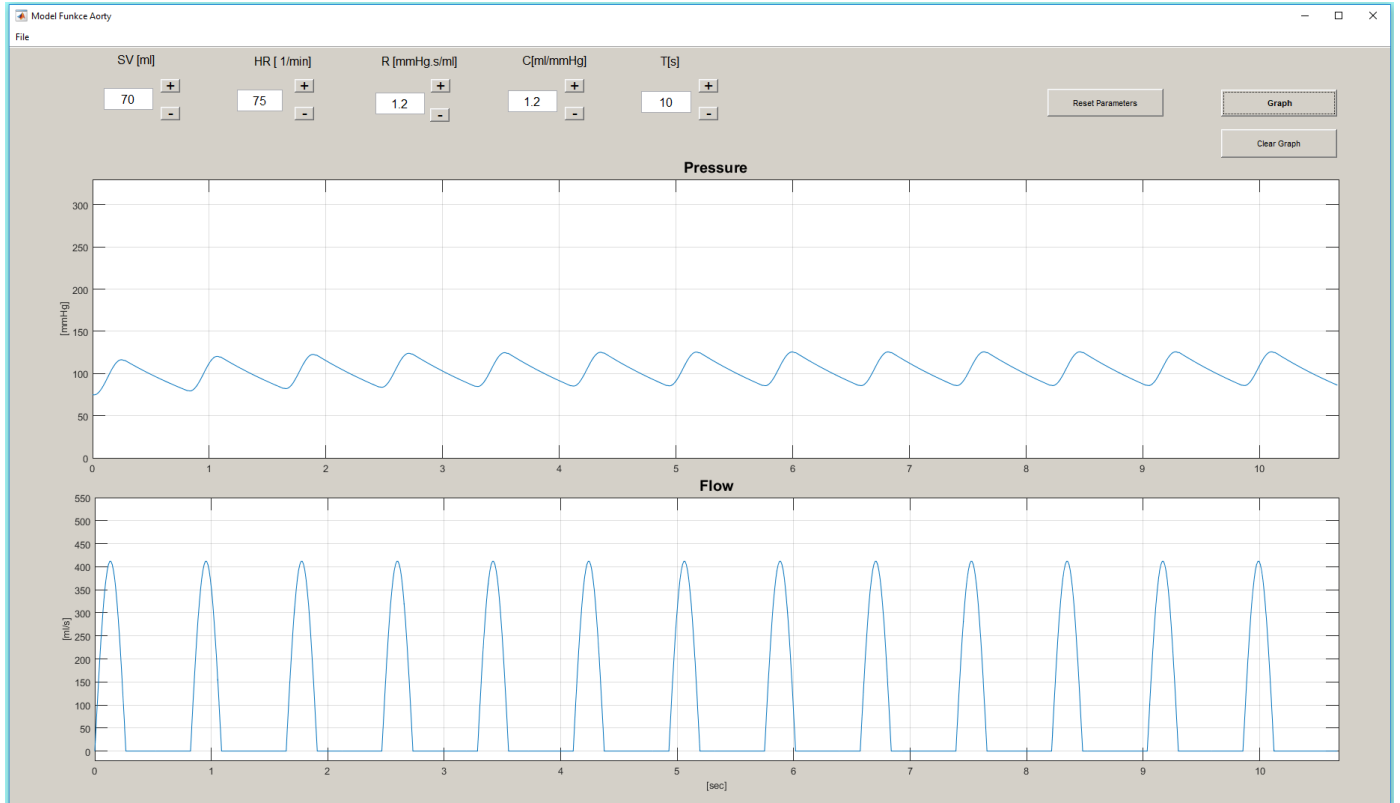 Model Funkce Aorty
File
SV [ml] HR [ 1/min] R [mmHg.s/ml] C[ml/mmHg] T[s]
+ + + + +
70 75 1.2 1.2 10
- - - - -
Reset Parameters Graph
Clear Graph
Pressure
300
250
200
150
100
50
0
[mmHg]
0 1 2 3 4 5 6 7 8 9 10
Flow
550
500
450
400
350
300
250
200
150
100
50
0
[ml/s]
0 1 2 3 4 5 6 7 8 9 10
[sec]